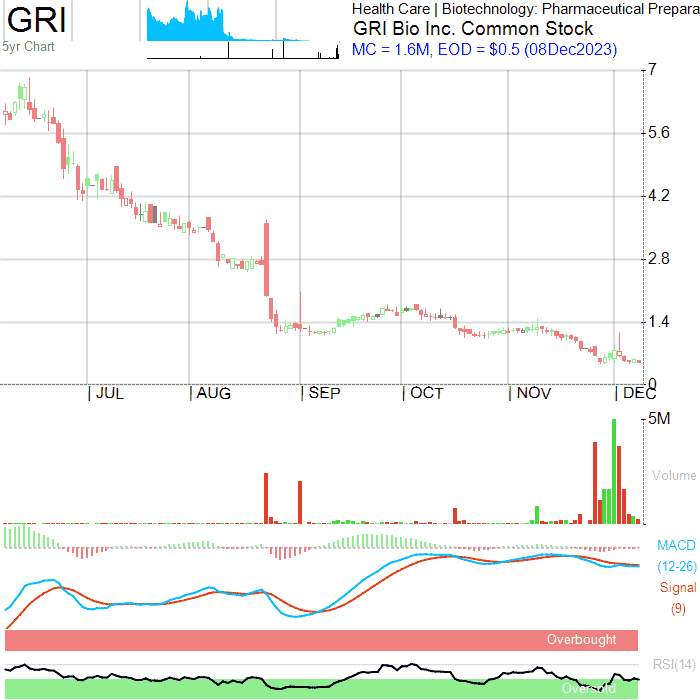 GRI
5yr Chart
Health Care | Biotechnology: Pharmaceutical Prepara
GRI Bio Inc. Common Stock
MC = 1.6M, EOD = $0.5 (08Dec2023)
7
5.6
4.2
2.8
1.4
0
JUL AUG SEP OCT NOV DEC
5M
Volume
MACD
(12-26)
Signal
(9)
Overbought
RSI(14)
Oversold